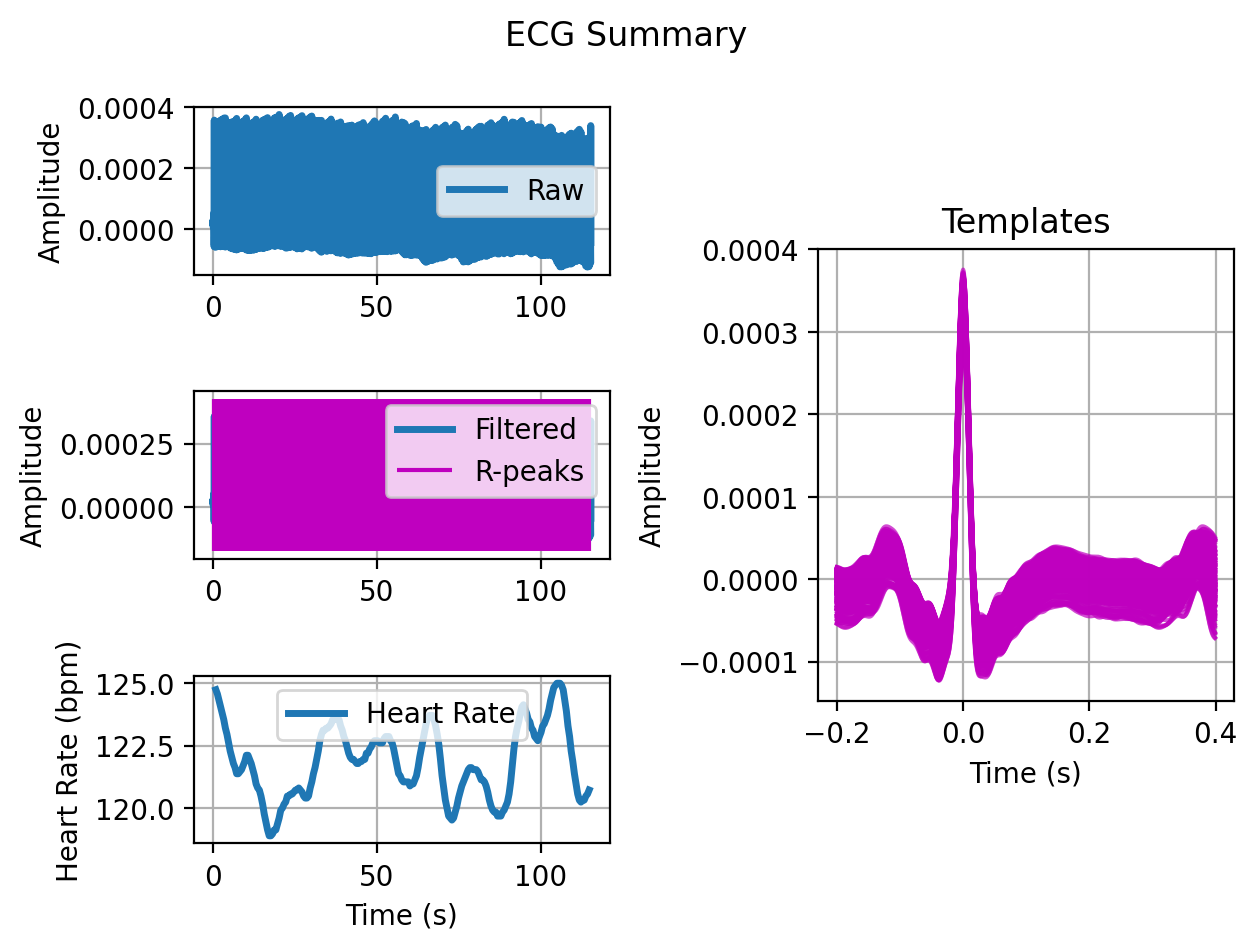 ECG Summary
Amplitude
0.0004
0.0002
0.0000
Raw
0
50
100
Amplitude
0.00025
0.00000
Filtered
R-peaks
0
50
100
Heart Rate (bpm)
125.0
122.5
120.0
Heart Rate
0
50
100
Time (s)
Templates
Amplitude
0.0004
0.0003
0.0002
0.0001
0.0000
−0.0001
−0.2
0.0
0.2
0.4
Time (s)